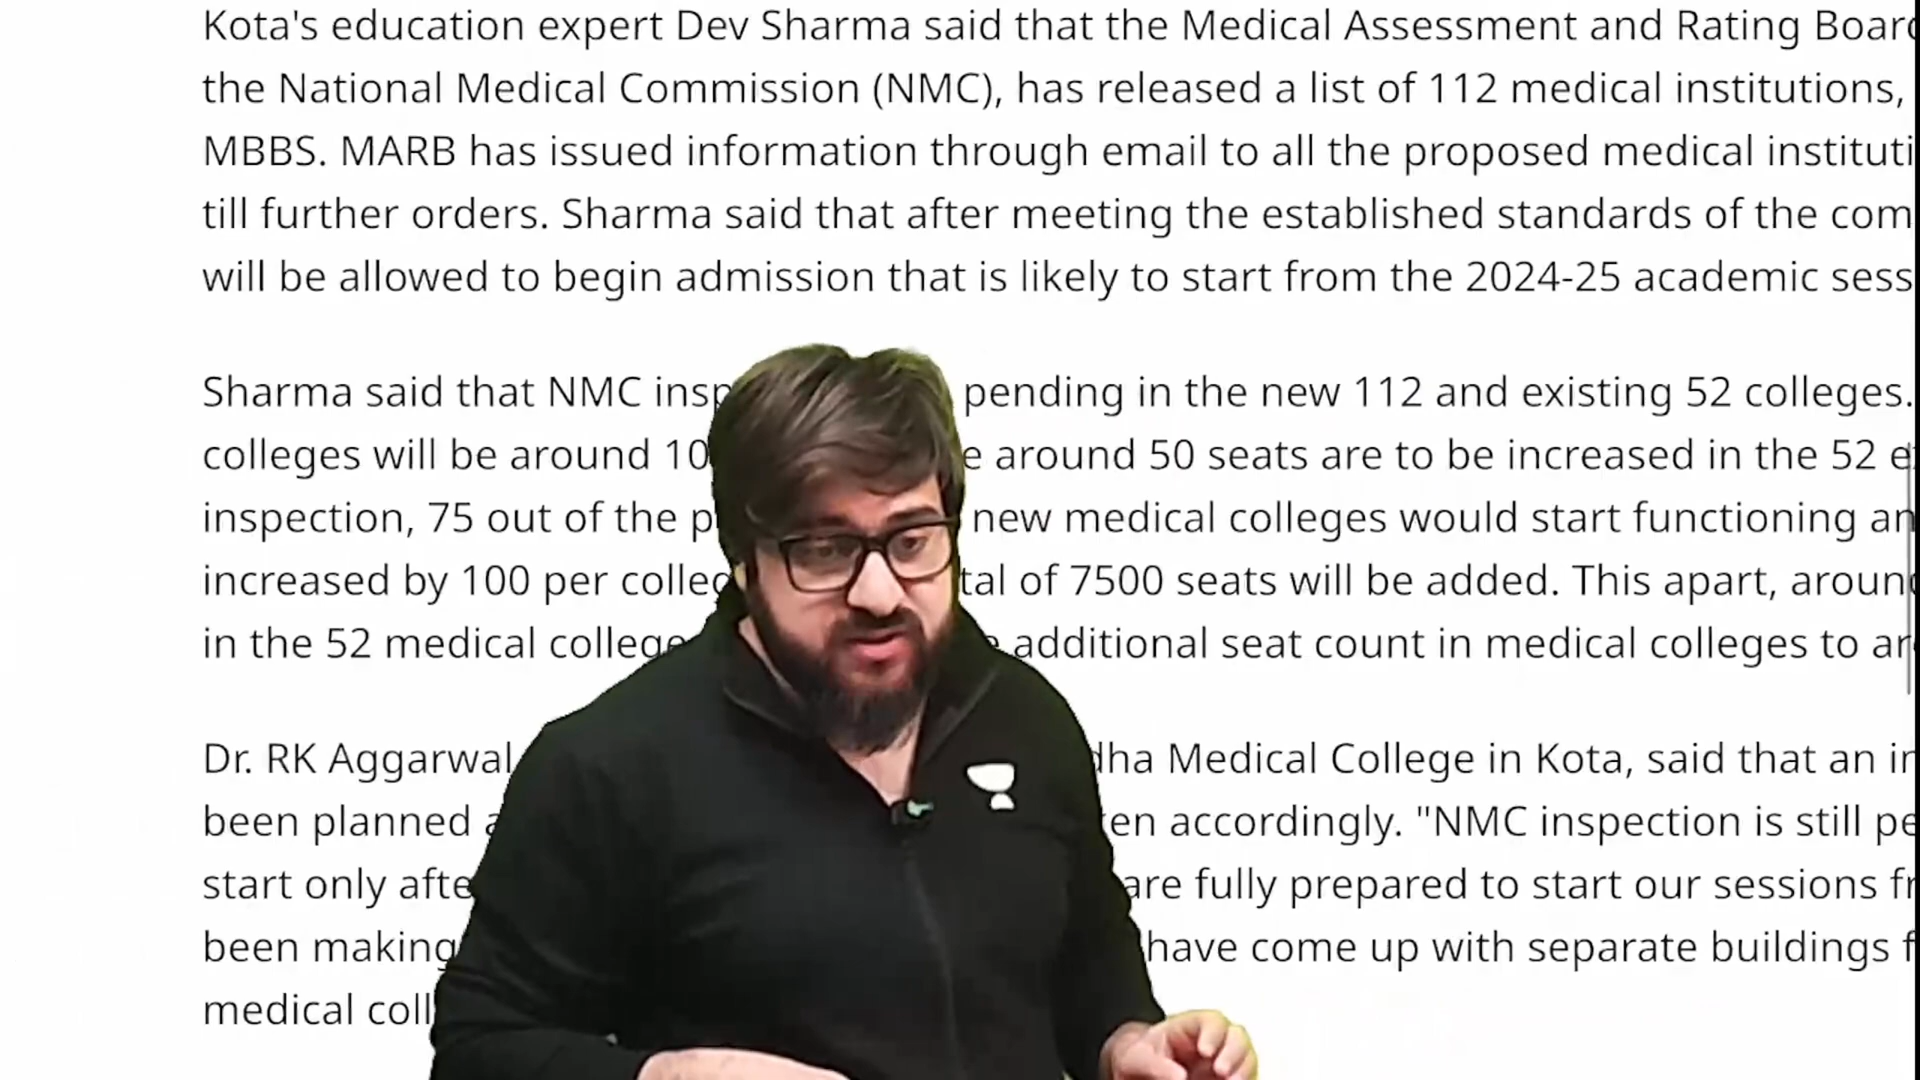 Kota's education expert Dev Sharma said that the Medical Assessment and Rating Board
the National Medical Commission (NMC), has released a list of 112 medical institutions,
MBBS. MARB has issued information through email to all the proposed medical instituti
till further orders. Sharma said that after meeting the established standards of the com
will be allowed to begin admission that is likely to start from the 2024-25 academic sess
Sharma said that NMC insp pending in the new 112 and existing 52 colleges.
colleges will be around 10 e around 50 seats are to be increased in the 52 e
inspection, 75 out of the p new medical colleges would start functioning an
increased by 100 per colleg tal of 7500 seats will be added. This apart, aroun
in the 52 medical college additional seat count in medical colleges to ar
Dr. RK Aggarwal dha Medical College in Kota, said that an in
been planned a en accordingly. "NMC inspection is still pe
start only afte are fully prepared to start our sessions fr
been making have come up with separate buildings f
medical coll